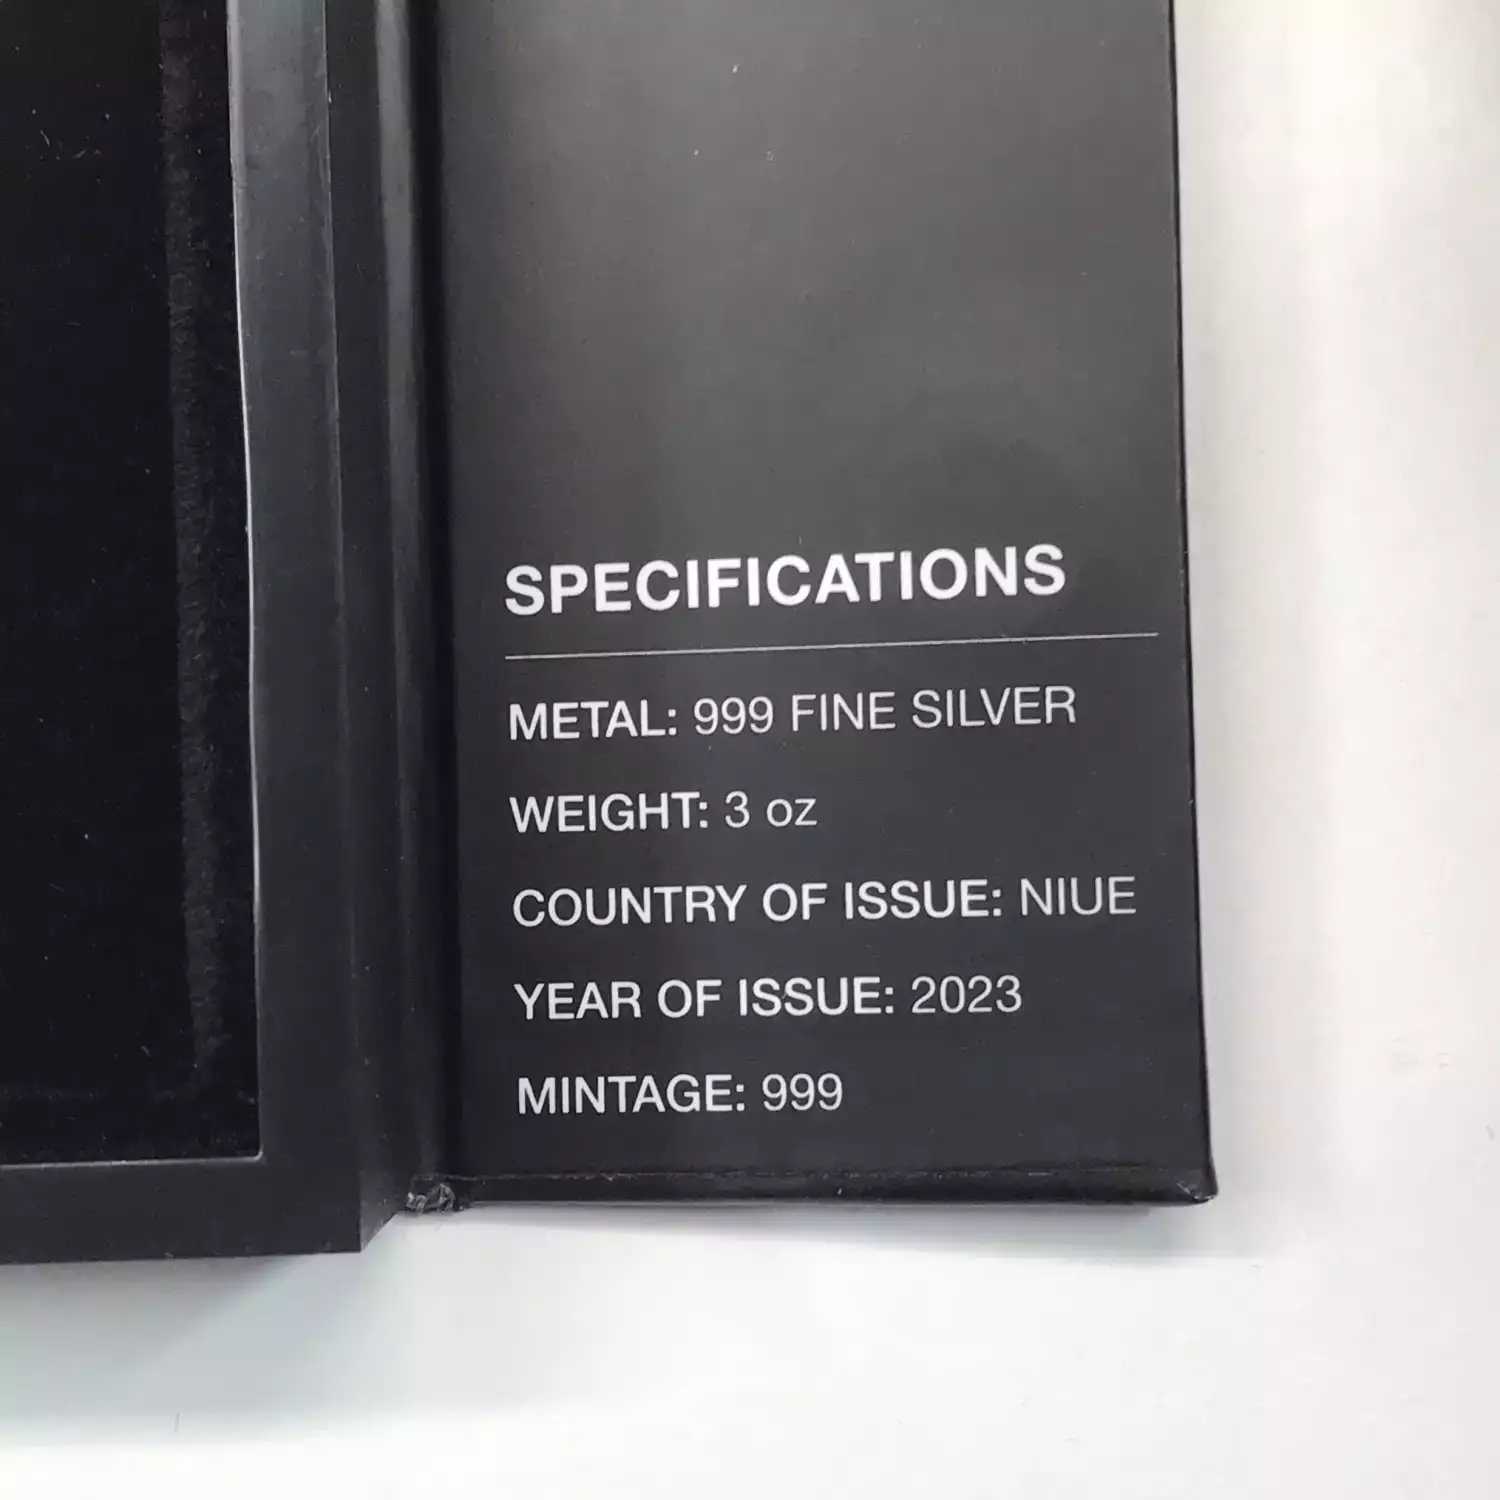 SPECIFICATIONS
METAL: 999 FINE SILVER
WEIGHT: 3 oz
COUNTRY OF ISSUE: NIUE
YEAR OF ISSUE: 2023
MINTAGE: 999